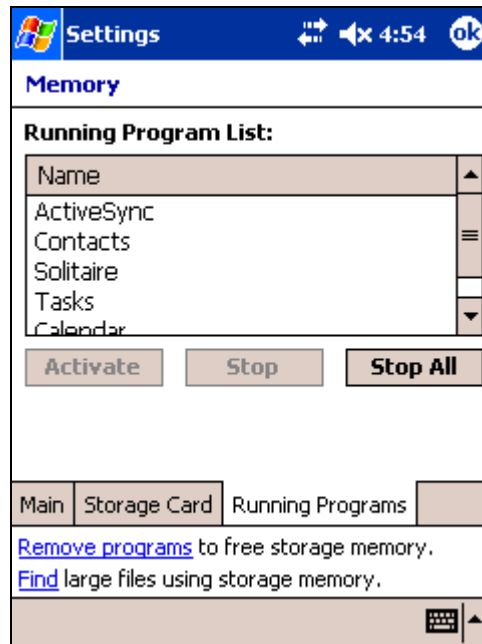 Settings 4:54 ok
Memory
Running Program List:
Name
ActiveSync
Contacts
Solitaire
Tasks
Calendar
Activate Stop Stop All
Main Storage Card Running Programs
Remove programs to free storage memory.
Find large files using storage memory.